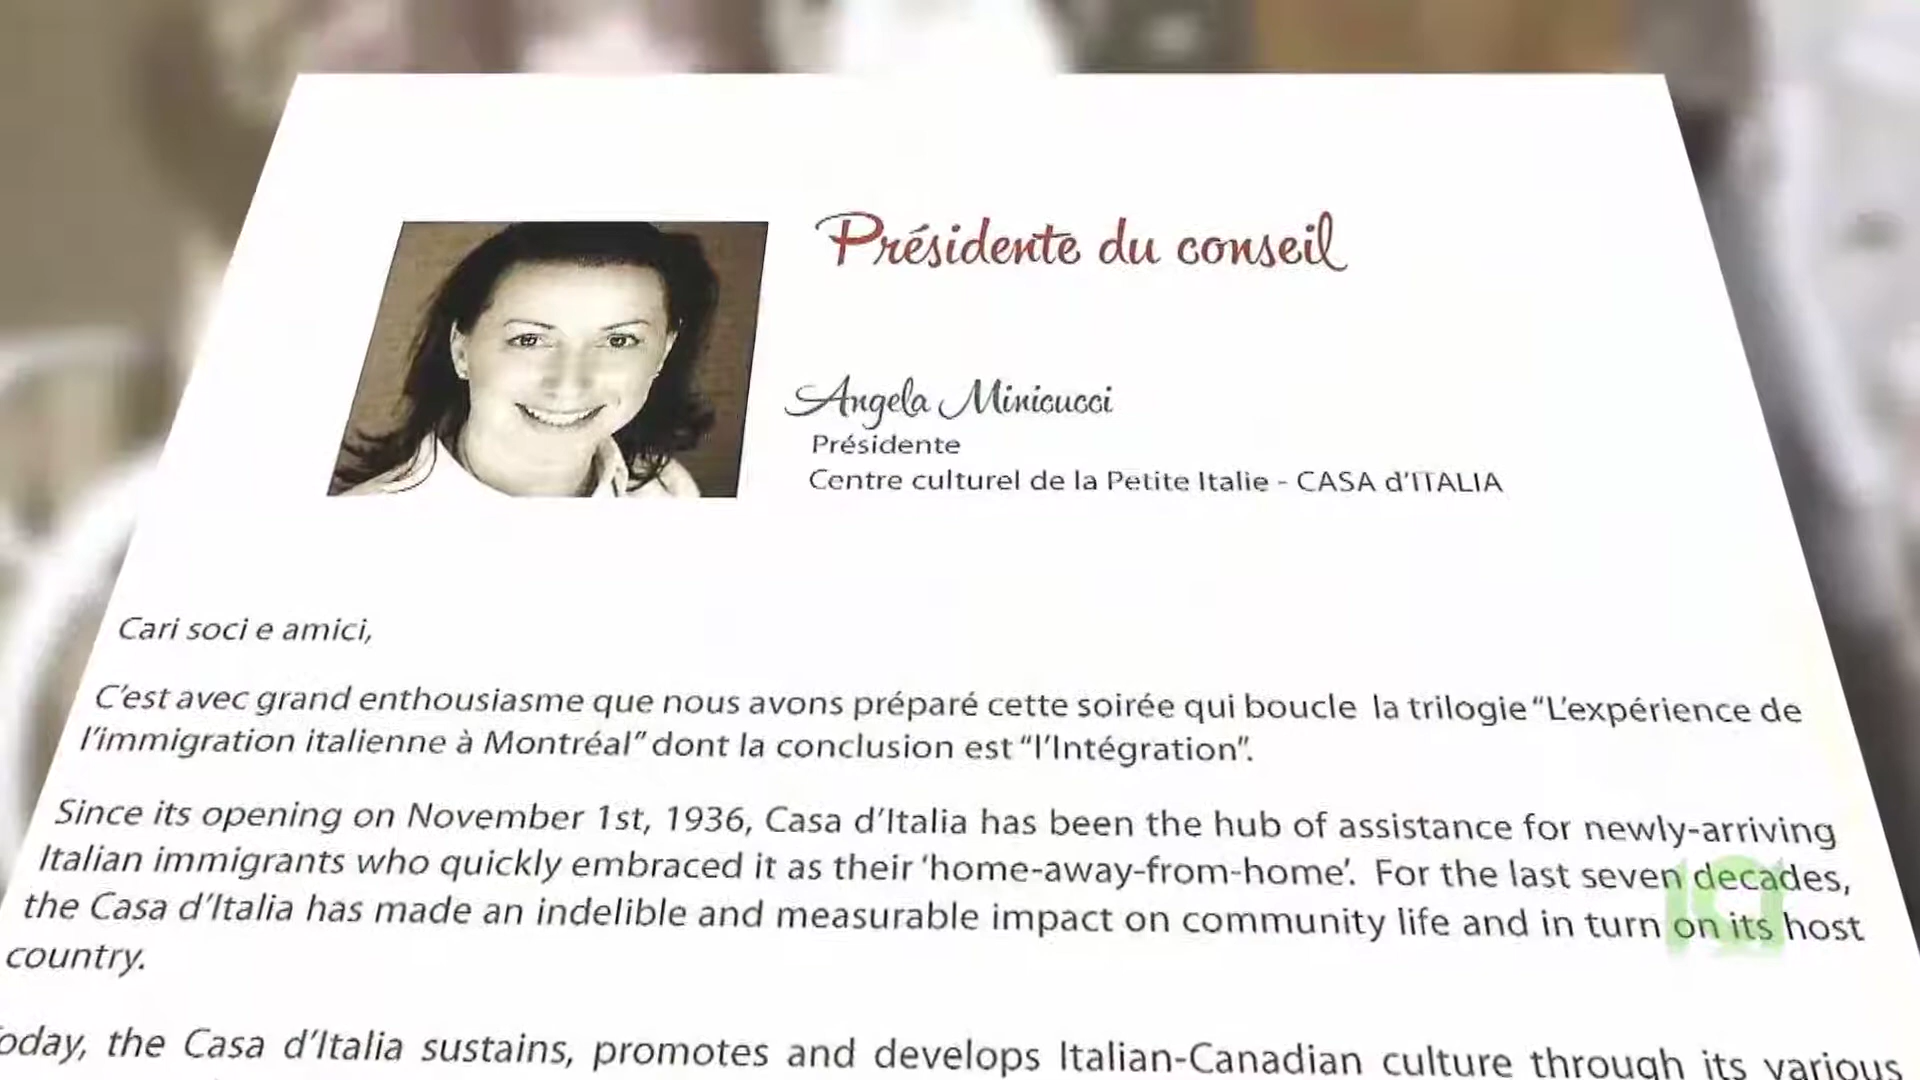 Présidente du conseil
Angela Minicucci
Présidente
Centre culturel de la Petite Italie - CASA d'ITALIA
Cari soci e amici,
C'est avec grand enthousiasme que nous avons préparé cette soirée qui boucle la trilogie "L'expérience de
l'immigration italienne à Montréal" dont la conclusion est "l'Intégration".
Since its opening on November 1st, 1936, Casa d'Italia has been the hub of assistance for newly-arriving
Italian immigrants who quickly embraced it as their 'home-away-from-home'. For the last seven decades,
the Casa d'Italia has made an indelible and measurable impact on community life and in turn on its host
country.
the Casa d'Italia sustains, promotes and develops Italian-Canadian culture through its various